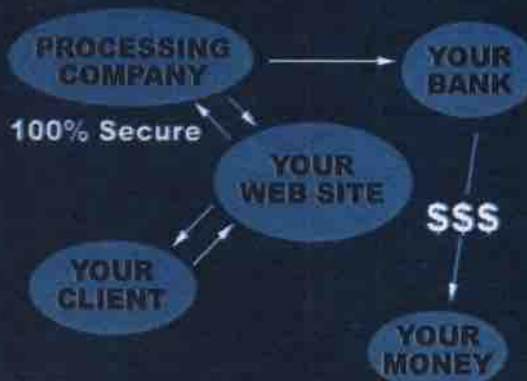 PROCESSING
COMPANY
YOUR
BANK
100% Secure
YOUR
WEB SITE
$$$
YOUR
CLIENT
YOUR
MONEY